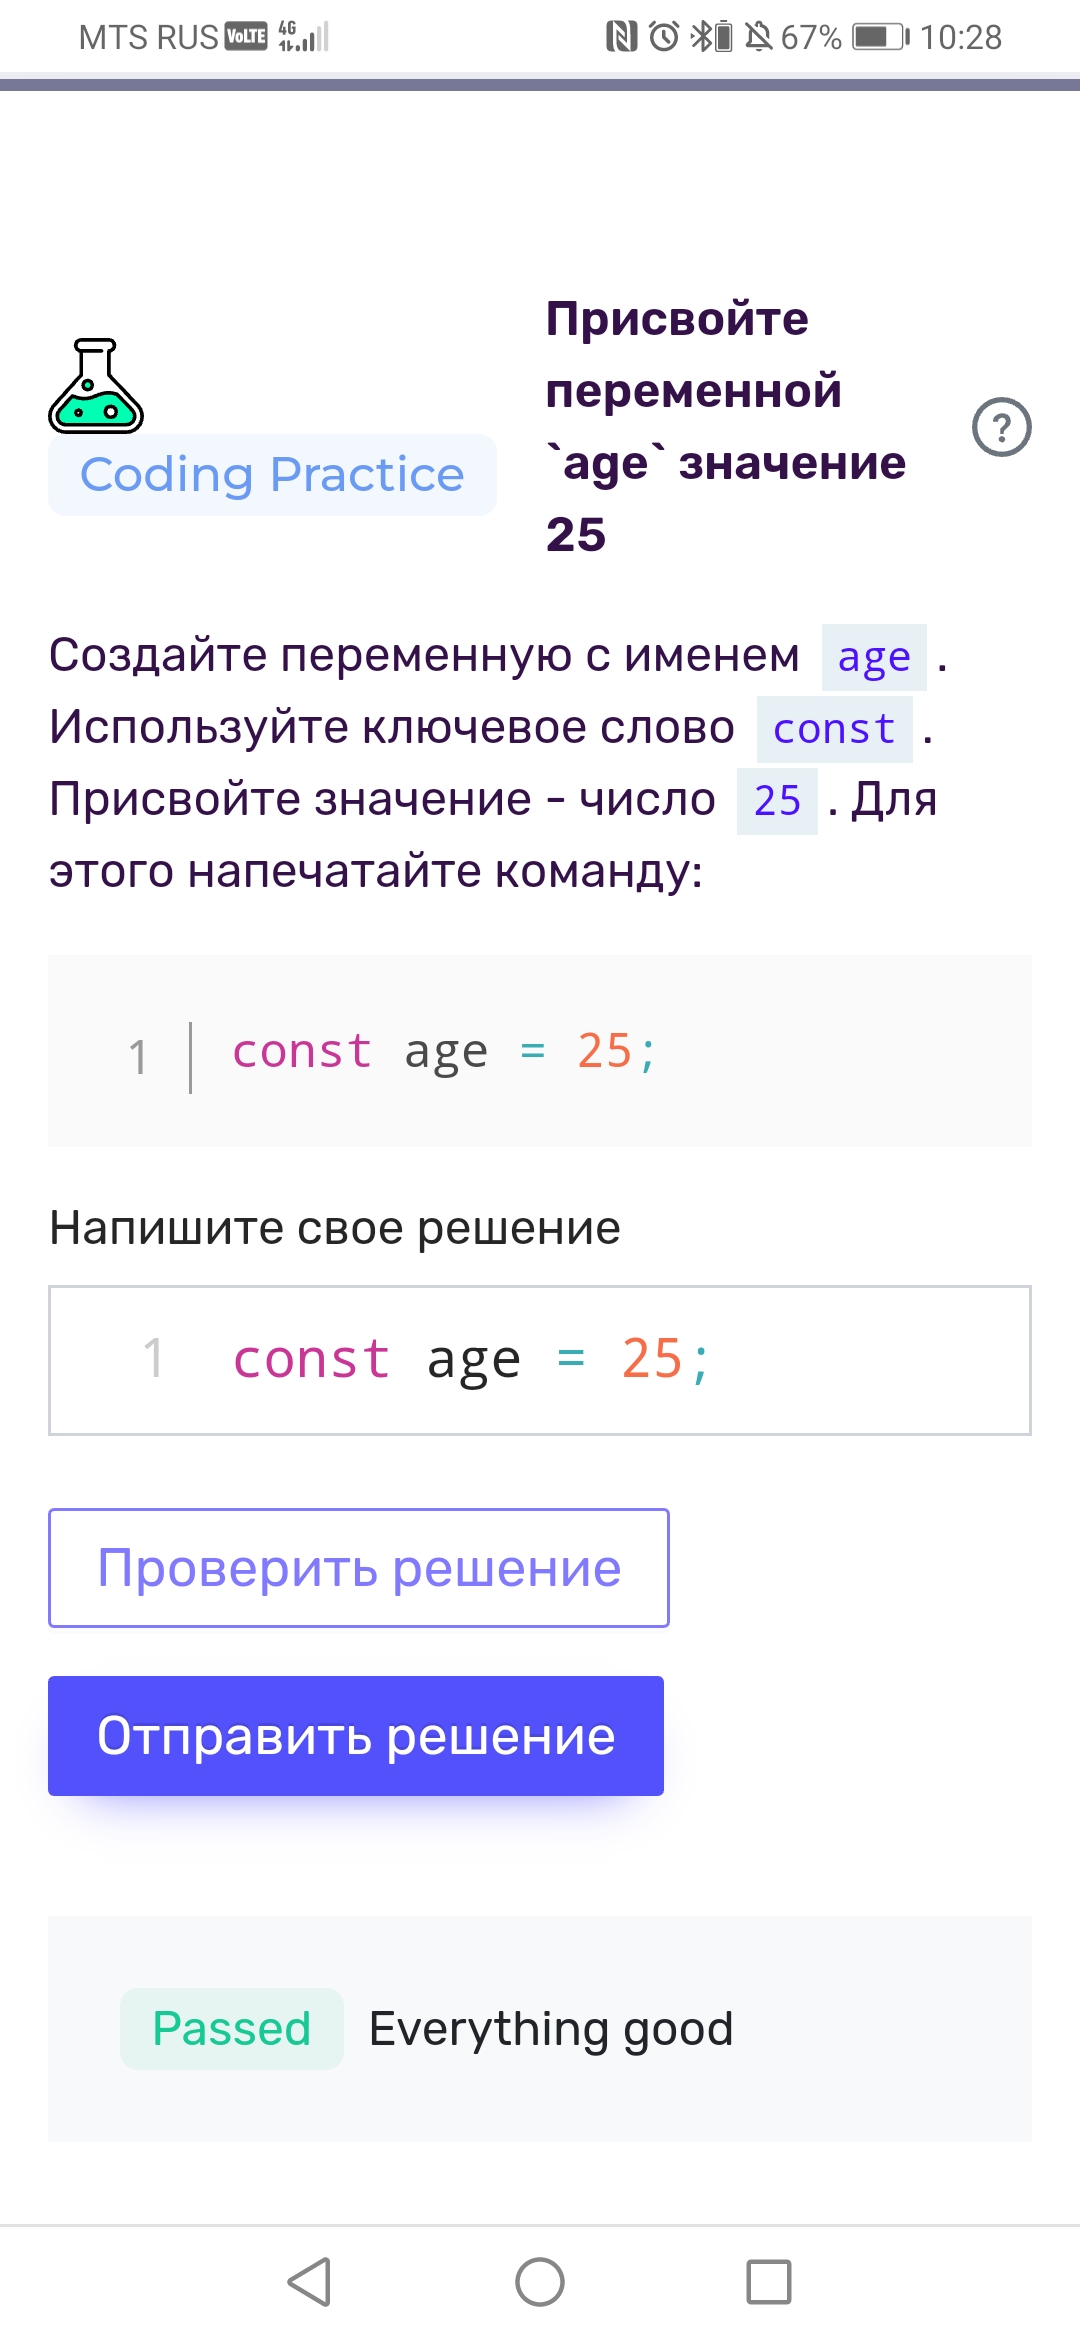 MTS RUS VoLTE 4G 67% 10:28
Присвойте
переменной
`age` значение
25
?
Coding Practice
Создайте переменную с именем age .
Используйте ключевое слово const .
Присвойте значение - число 25 . Для
этого напечатайте команду:
1 const age = 25;
Напишите свое решение
1 const age = 25;
Проверить решение
Отправить решение
Passed Everything good